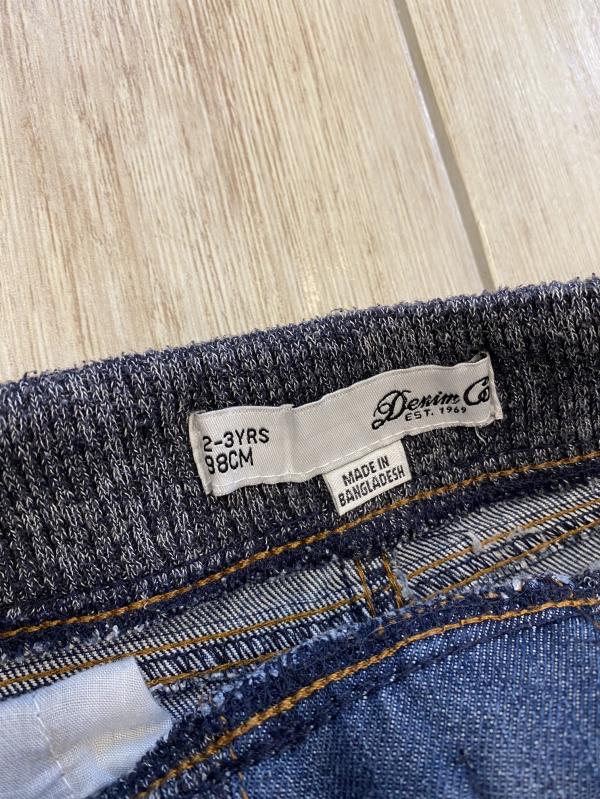 2-3YRS
98CM
Denim Co
EST. 1969
MADE IN
BANGLADESH